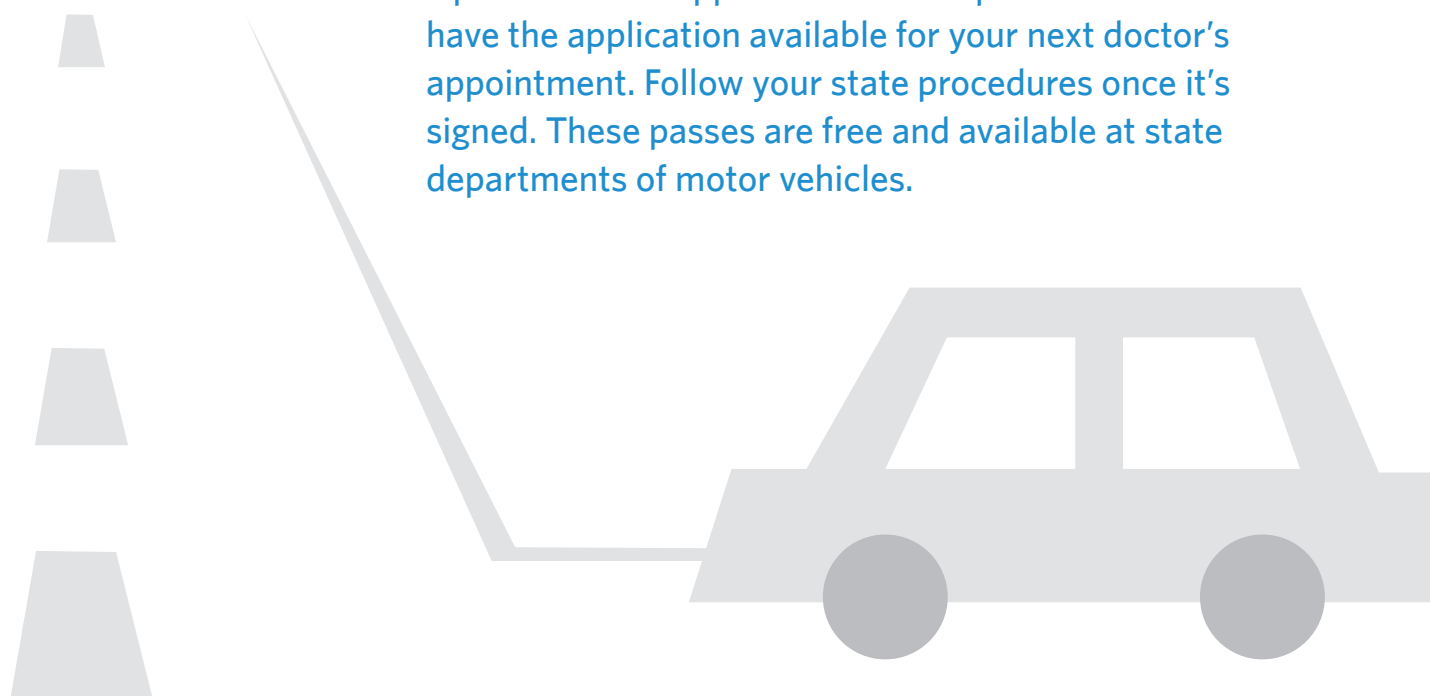 have the application available for your next doctor’s
appointment. Follow your state procedures once it’s
signed. These passes are free and available at state
departments of motor vehicles.